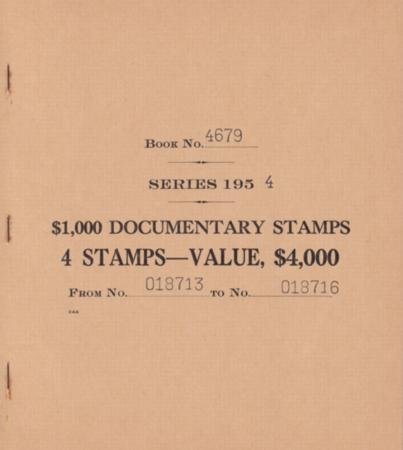 Book No. 4679
SERIES 195 4
$1,000 DOCUMENTARY STAMPS
4 STAMPS—VALUE, $4,000
From No. 018713 to No. 018716